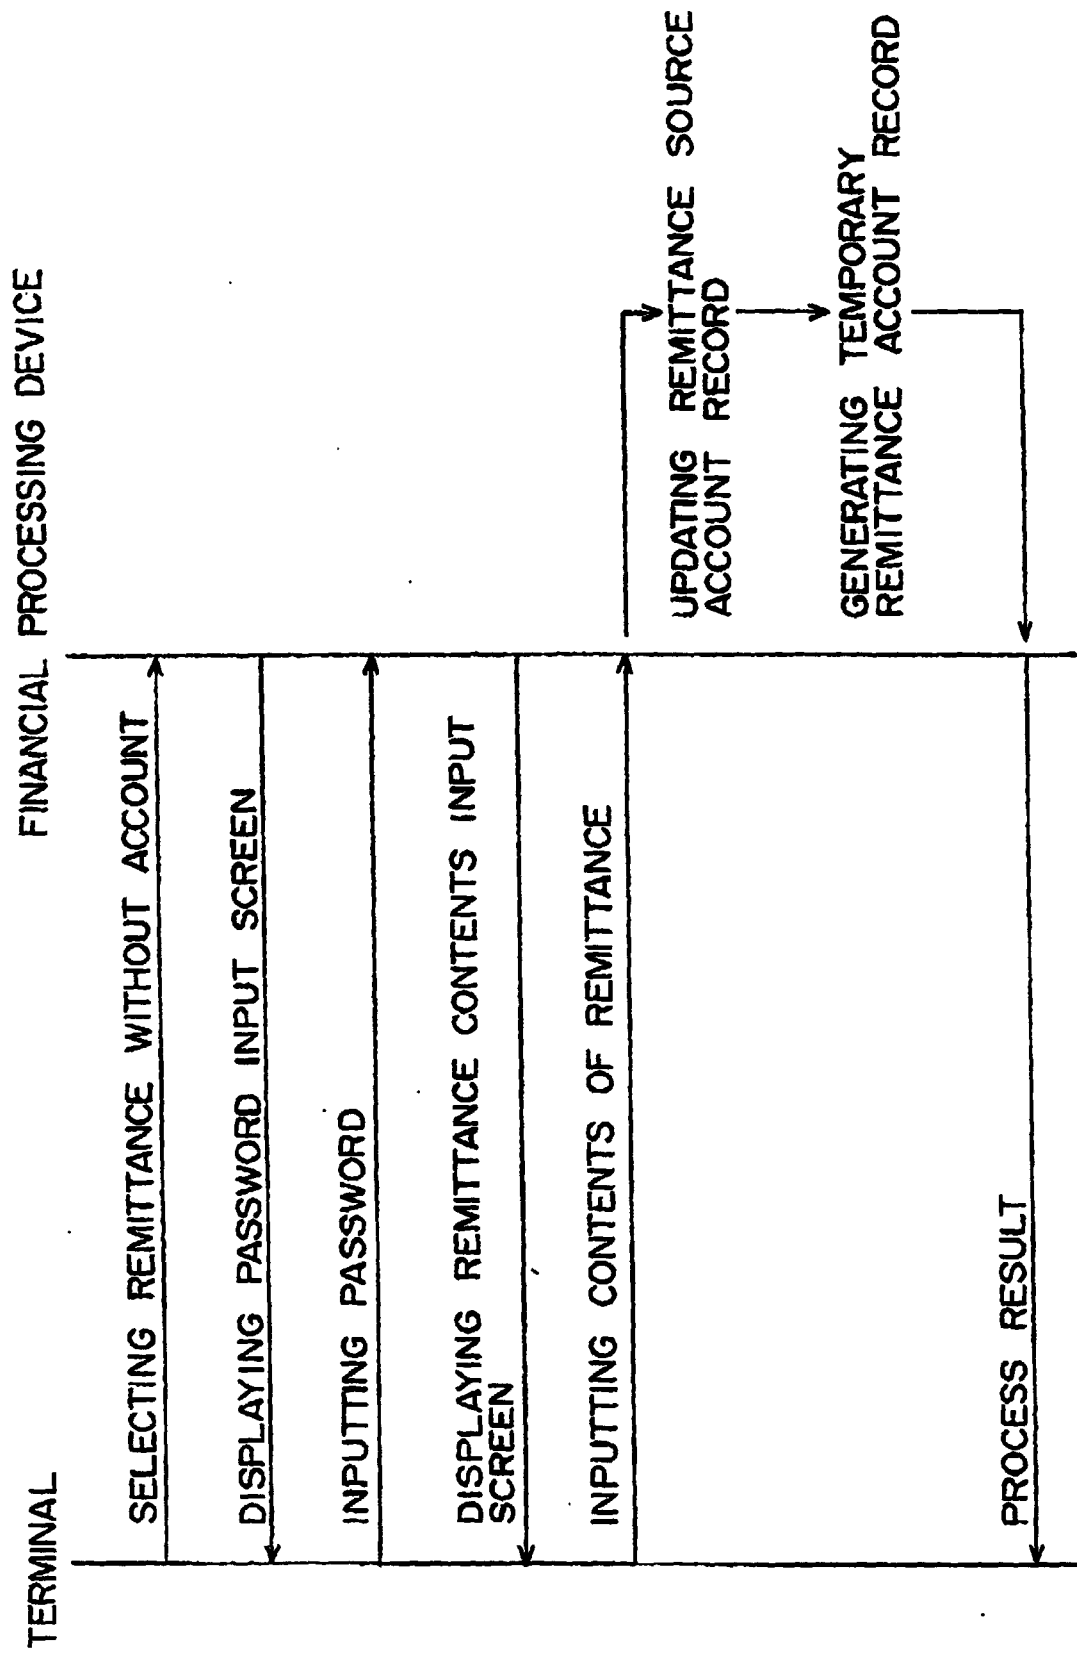 TERMINAL
FINANCIAL PROCESSING DEVICE
SELECTING REMITTANCE WITHOUT ACCOUNT
DISPLAYING PASSWORD INPUT SCREEN
INPUTTING PASSWORD
DISPLAYING REMITTANCE CONTENTS INPUT
SCREEN
INPUTTING CONTENTS OF REMITTANCE
UPDATING REMITTANCE SOURCE
ACCOUNT RECORD
GENERATING TEMPORARY
REMITTANCE ACCOUNT RECORD
PROCESS RESULT